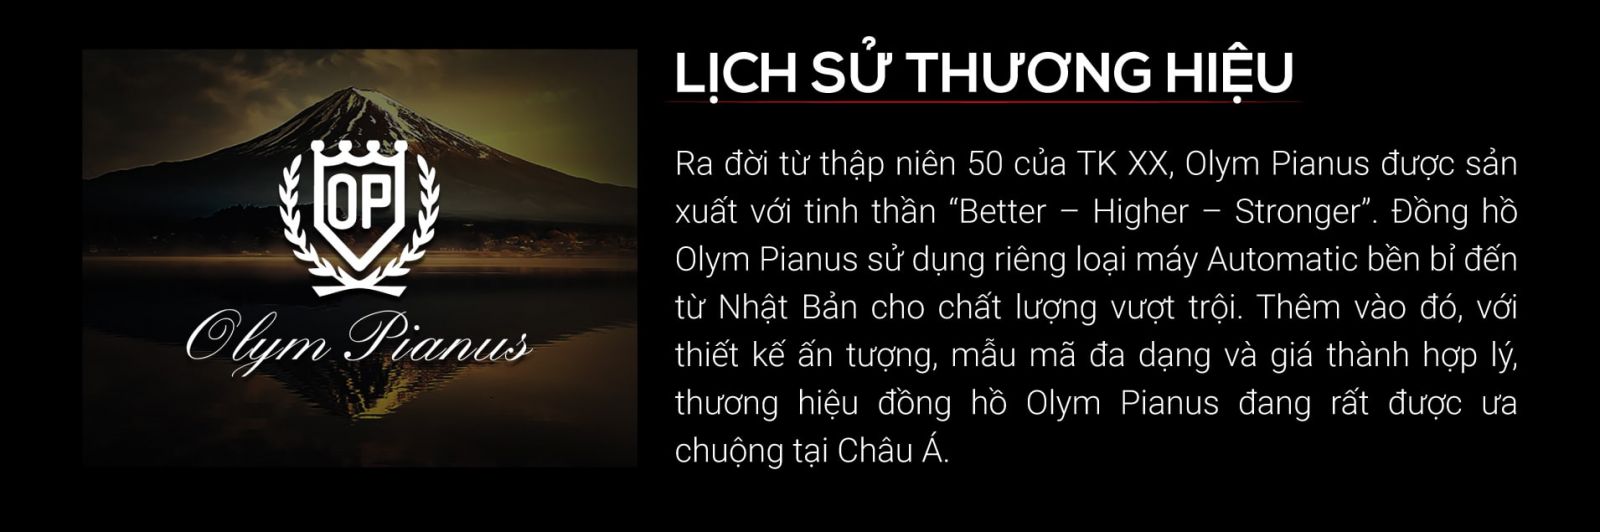 OP
Olym Pianus
LỊCH SỬ THƯƠNG HIỆU
Ra đời từ thập niên 50 của TK XX, Olym Pianus được sản
xuất với tinh thần “Better – Higher – Stronger”. Đồng hồ
Olym Pianus sử dụng riêng loại máy Automatic bền bỉ đến
từ Nhật Bản cho chất lượng vượt trội. Thêm vào đó, với
thiết kế ấn tượng, mẫu mã đa dạng và giá thành hợp lý,
thương hiệu đồng hồ Olym Pianus đang rất được ưa
chuộng tại Châu Á.